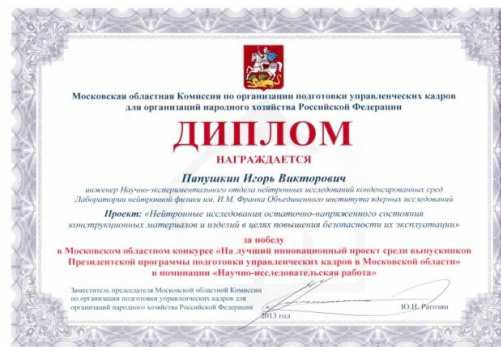 Московская областная Комиссия по организации подготовки управленческих кадров
для организаций народного хозяйства Российской Федерации
ДИПЛОМ
НАГРАЖДАЕТСЯ
Папушкин Игорь Викторович
инженер Научно-экспериментального отдела нейтронных исследований конденсированных сред
Лаборатории нейтронной физики им. И.М. Франка Объединенного института ядерных исследований
Проект: «Нейтронные исследования остаточно-напряженного состояния
конструкционных материалов и изделий в целях повышения безопасности их эксплуатации»
за победу
в Московском областном конкурсе «На лучший инновационный проект среди выпускников
Президентской программы подготовки управленческих кадров в Московской области»
в номинации «Научно-исследовательская работа»
Заместитель председателя Московской областной Комиссии
по организации подготовки управленческих кадров для
организаций народного хозяйства Российской Федерации
Ю.И. Рагозин
2013 год